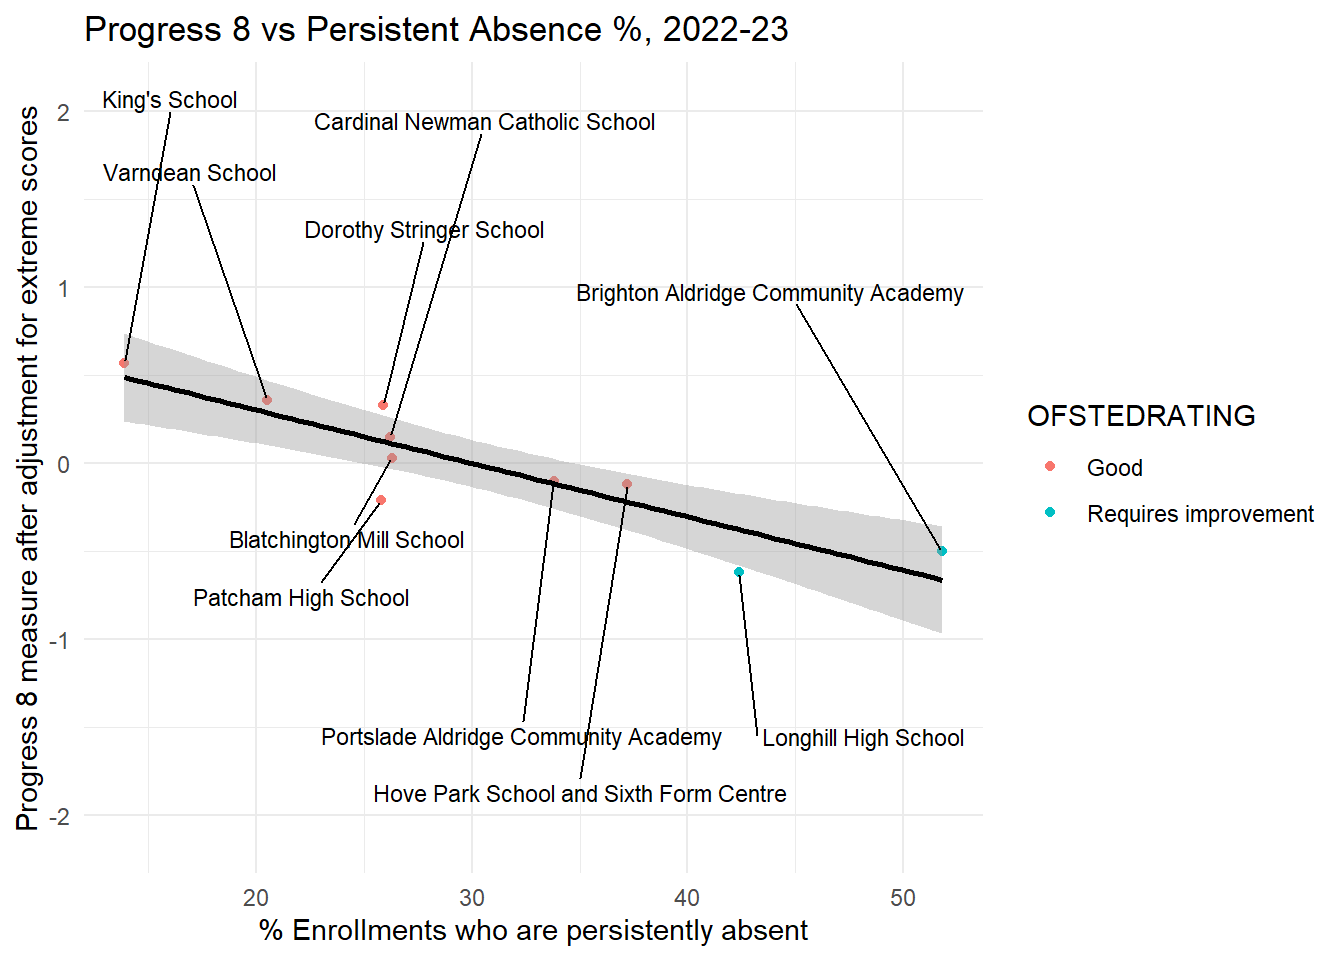 Progress 8 vs Persistent Absence %, 2022-23
Progress 8 measure after adjustment for extreme scores
2
1
0
-1
-2
King's School
Cardinal Newman Catholic School
Varndean School
Dorothy Stringer School
Brighton Aldridge Community Academy
Blatchington Mill School
Patcham High School
Portslade Aldridge Community Academy
Longhill High School
Hove Park School and Sixth Form Centre
20
30
40
50
% Enrollments who are persistently absent
OFSTEDRATING
Good
Requires improvement